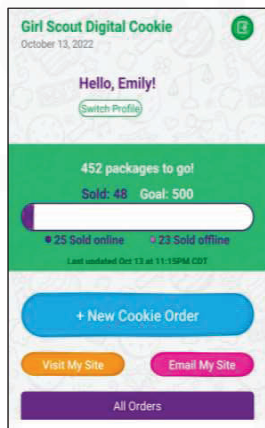 Girl Scout Digital Cookie
October 13, 2022
Hello, Emily!
Switch Profile
452 packages to go!
Sold: 48 Goal: 500
25 Sold online 23 Sold offline
Last updated Oct 13 at 11:15PM CDT
+ New Cookie Order
Visit My Site Email My Site
All Orders